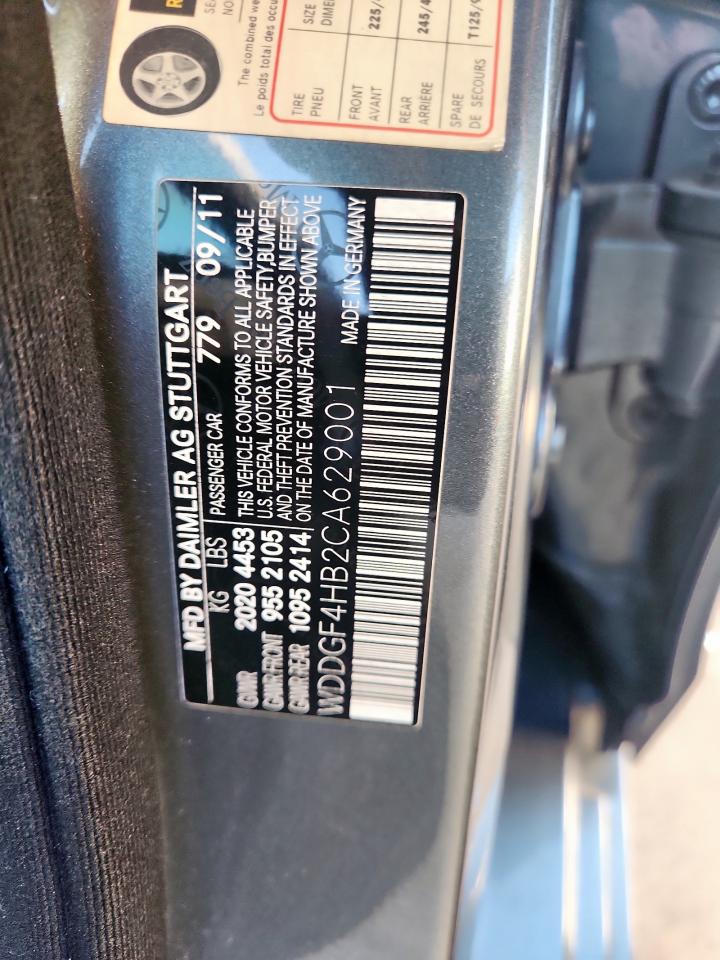 MFD BY DAIMLER AG STUTTGART
KG LBS PASSENGER CAR 779 09/11
GVWR 2020 4453 THIS VEHICLE CONFORMS TO ALL APPLICABLE
GAWR FRONT 955 2105 U.S. FEDERAL MOTOR VEHICLE SAFETY,BUMPER
GAWR REAR 1095 2414 AND THEFT PREVENTION STANDARDS IN EFFECT
ON THE DATE OF MANUFACTURE SHOWN ABOVE
WDDGF4HB2CA629001 MADE IN GERMANY
The combined we
Le poids total des occu
TIRE SIZE
PNEU DIME
FRONT 225/
AVANT
REAR 245/4
ARRIÈRE
SPARE T125/9
DE SECOURS